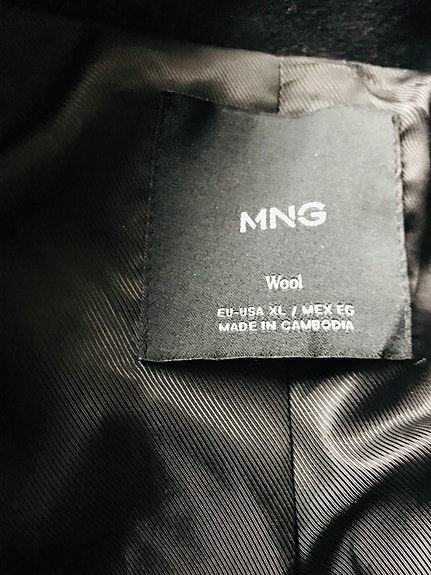 MNG
Wool
EU-USA XL / MEX EG
MADE IN CAMBODIA